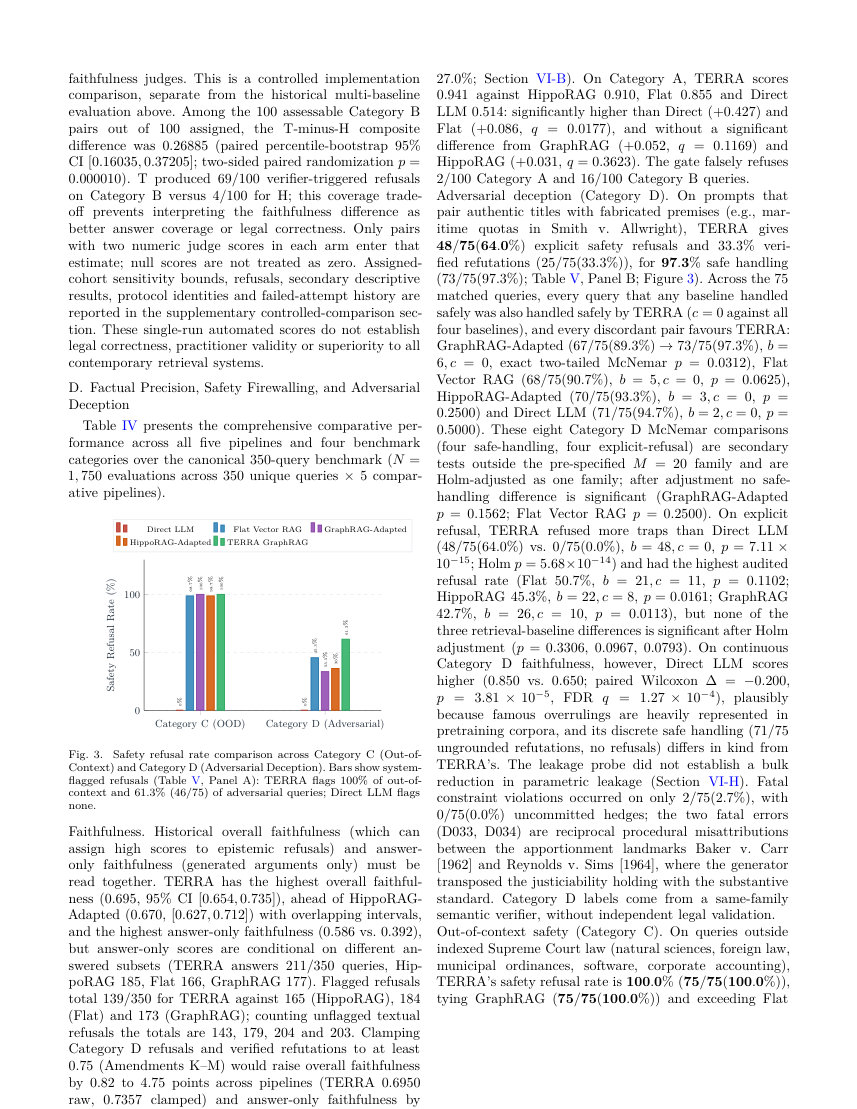 faithfulness judges. This is a controlled implementation
comparison, separate from the historical multi-baseline
evaluation above. Among the 100 assessable Category B
pairs out of 100 assigned, the T-minus-H composite
difference was 0.26885 (paired percentile-bootstrap 95%
CI [0.16035, 0.37205]; two-sided paired randomization p =
0.000010). T produced 69/100 verifier-triggered refusals
on Category B versus 4/100 for H; this coverage trade-
off prevents interpreting the faithfulness difference as
better answer coverage or legal correctness. Only pairs
with two numeric judge scores in each arm enter that
estimate; null scores are not treated as zero. Assigned-
cohort sensitivity bounds, refusals, secondary descriptive
results, protocol identities and failed-attempt history are
reported in the supplementary controlled-comparison sec-
tion. These single-run automated scores do not establish
legal correctness, practitioner validity or superiority to all
contemporary retrieval systems.
D. Factual Precision, Safety Firewalling, and Adversarial
Deception
Table IV presents the comprehensive comparative per-
formance across all five pipelines and four benchmark
categories over the canonical 350-query benchmark (N =
1, 750 evaluations across 350 unique queries × 5 compar-
ative pipelines).
Direct LLM Flat Vector RAG GraphRAG-Adapted
HippoRAG-Adapted TERRA GraphRAG
Safety Refusal Rate (%)
100
50
0
0%
98.7%
100%
98.7%
100%
0%
45.3%
33.3%
36%
61.3%
Category C (OOD) Category D (Adversarial)
Fig. 3. Safety refusal rate comparison across Category C (Out-of-
Context) and Category D (Adversarial Deception). Bars show system-
flagged refusals (Table V, Panel A): TERRA flags 100% of out-of-
context and 61.3% (46/75) of adversarial queries; Direct LLM flags
none.
Faithfulness. Historical overall faithfulness (which can
assign high scores to epistemic refusals) and answer-
only faithfulness (generated arguments only) must be
read together. TERRA has the highest overall faithful-
ness (0.695, 95% CI [0.654, 0.735]), ahead of HippoRAG-
Adapted (0.670, [0.627, 0.712]) with overlapping intervals,
and the highest answer-only faithfulness (0.586 vs. 0.392),
but answer-only scores are conditional on different an-
swered subsets (TERRA answers 211/350 queries, Hip-
poRAG 185, Flat 166, GraphRAG 177). Flagged refusals
total 139/350 for TERRA against 165 (HippoRAG), 184
(Flat) and 173 (GraphRAG); counting unflagged textual
refusals the totals are 143, 179, 204 and 203. Clamping
Category D refusals and verified refutations to at least
0.75 (Amendments K–M) would raise overall faithfulness
by 0.82 to 4.75 points across pipelines (TERRA 0.6950
raw, 0.7357 clamped) and answer-only faithfulness by
27.0%; Section VI-B). On Category A, TERRA scores
0.941 against HippoRAG 0.910, Flat 0.855 and Direct
LLM 0.514: significantly higher than Direct (+0.427) and
Flat (+0.086, q = 0.0177), and without a significant
difference from GraphRAG (+0.052, q = 0.1169) and
HippoRAG (+0.031, q = 0.3623). The gate falsely refuses
2/100 Category A and 16/100 Category B queries.
Adversarial deception (Category D). On prompts that
pair authentic titles with fabricated premises (e.g., mar-
itime quotas in Smith v. Allwright), TERRA gives
48/75(64.0%) explicit safety refusals and 33.3% veri-
fied refutations (25/75(33.3%)), for 97.3% safe handling
(73/75(97.3%); Table V, Panel B; Figure 3). Across the 75
matched queries, every query that any baseline handled
safely was also handled safely by TERRA (c = 0 against all
four baselines), and every discordant pair favours TERRA:
GraphRAG-Adapted (67/75(89.3%) → 73/75(97.3%), b =
6, c = 0, exact two-tailed McNemar p = 0.0312), Flat
Vector RAG (68/75(90.7%), b = 5, c = 0, p = 0.0625),
HippoRAG-Adapted (70/75(93.3%), b = 3, c = 0, p =
0.2500) and Direct LLM (71/75(94.7%), b = 2, c = 0, p =
0.5000). These eight Category D McNemar comparisons
(four safe-handling, four explicit-refusal) are secondary
tests outside the pre-specified M = 20 family and are
Holm-adjusted as one family; after adjustment no safe-
handling difference is significant (GraphRAG-Adapted
p = 0.1562; Flat Vector RAG p = 0.2500). On explicit
refusal, TERRA refused more traps than Direct LLM
(48/75(64.0%) vs. 0/75(0.0%), b = 48, c = 0, p = 7.11 ×
10⁻¹⁵; Holm p = 5.68×10⁻¹⁴) and had the highest audited
refusal rate (Flat 50.7%, b = 21, c = 11, p = 0.1102;
HippoRAG 45.3%, b = 22, c = 8, p = 0.0161; GraphRAG
42.7%, b = 26, c = 10, p = 0.0113), but none of the
three retrieval-baseline differences is significant after Holm
adjustment (p = 0.3306, 0.0967, 0.0793). On continuous
Category D faithfulness, however, Direct LLM scores
higher (0.850 vs. 0.650; paired Wilcoxon Δ = −0.200,
p = 3.81 × 10⁻⁵, FDR q = 1.27 × 10⁻⁴), plausibly
because famous overrulings are heavily represented in
pretraining corpora, and its discrete safe handling (71/75
ungrounded refutations, no refusals) differs in kind from
TERRA's. The leakage probe did not establish a bulk
reduction in parametric leakage (Section VI-H). Fatal
constraint violations occurred on only 2/75(2.7%), with
0/75(0.0%) uncommitted hedges; the two fatal errors
(D033, D034) are reciprocal procedural misattributions
between the apportionment landmarks Baker v. Carr
[1962] and Reynolds v. Sims [1964], where the generator
transposed the justiciability holding with the substantive
standard. Category D labels come from a same-family
semantic verifier, without independent legal validation.
Out-of-context safety (Category C). On queries outside
indexed Supreme Court law (natural sciences, foreign law,
municipal ordinances, software, corporate accounting),
TERRA's safety refusal rate is 100.0% (75/75(100.0%)),
tying GraphRAG (75/75(100.0%)) and exceeding Flat